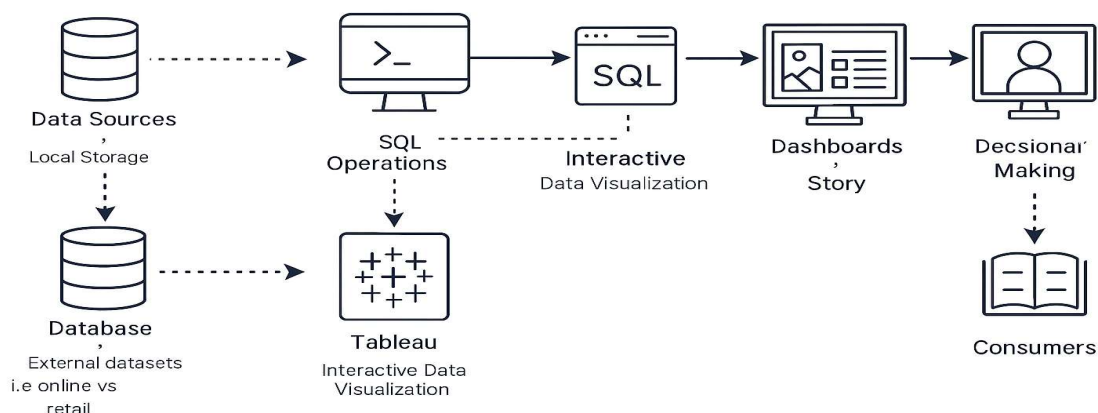 >_
SQL
Data Sources
,
Local Storage
SQL
Operations
Interactive
Data Visualization
Dashboards
,
Story
Decsionar
Making
Database
,
External datasets
i.e online vs
retail
Tableau
Interactive Data
Visualization
Consumers